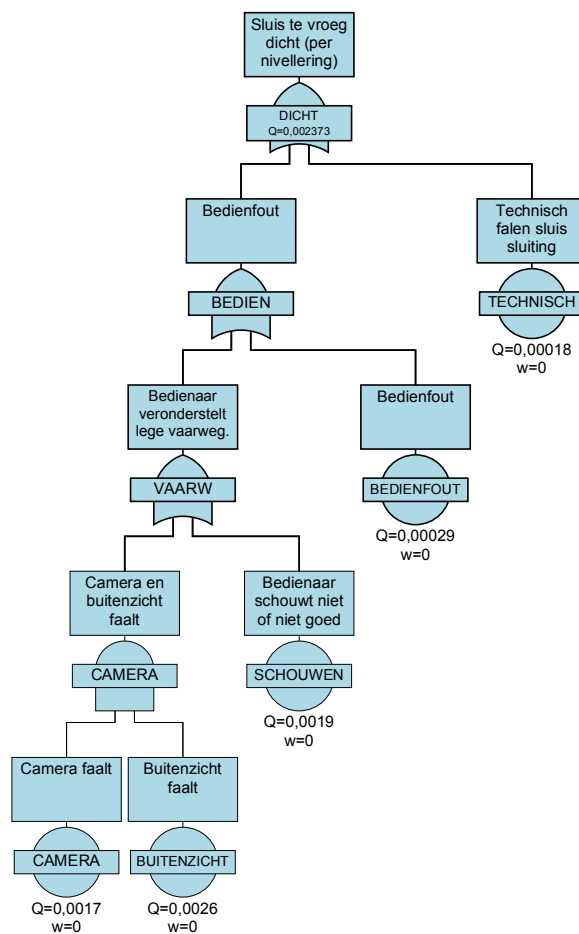 Sluis te vroeg
dicht (per
nivellering)
DICHT
Q=0,002373
Bedienfout
Technisch
falen sluis
sluiting
BEDIEN
TECHNISCH
Q=0,00018
w=0
Bedienaar
veronderstelt
lege vaarweg.
Bedienfout
VAARW
BEDIENFOUT
Q=0,00029
w=0
Camera en
buitenzicht
faalt
Bedienaar
schouwt niet
of niet goed
CAMERA
SCHOUWEN
Q=0,0019
w=0
Camera faalt
Buitenzicht
faalt
CAMERA
BUITENZICHT
Q=0,0017
w=0
Q=0,0026
w=0